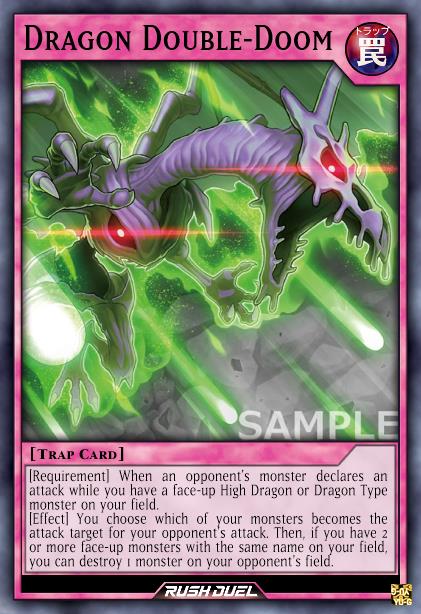 DRAGON DOUBLE-DOOM
トラップ
罠
SAMPLE
[TRAP CARD]
[Requirement] When an opponent's monster declares an
attack while you have a face-up High Dragon or Dragon Type
monster on your field.
[Effect] You choose which of your monsters becomes the
attack target for your opponent's attack. Then, if you have 2
or more face-up monsters with the same name on your field,
you can destroy 1 monster on your opponent's field.
RUSH DUEL